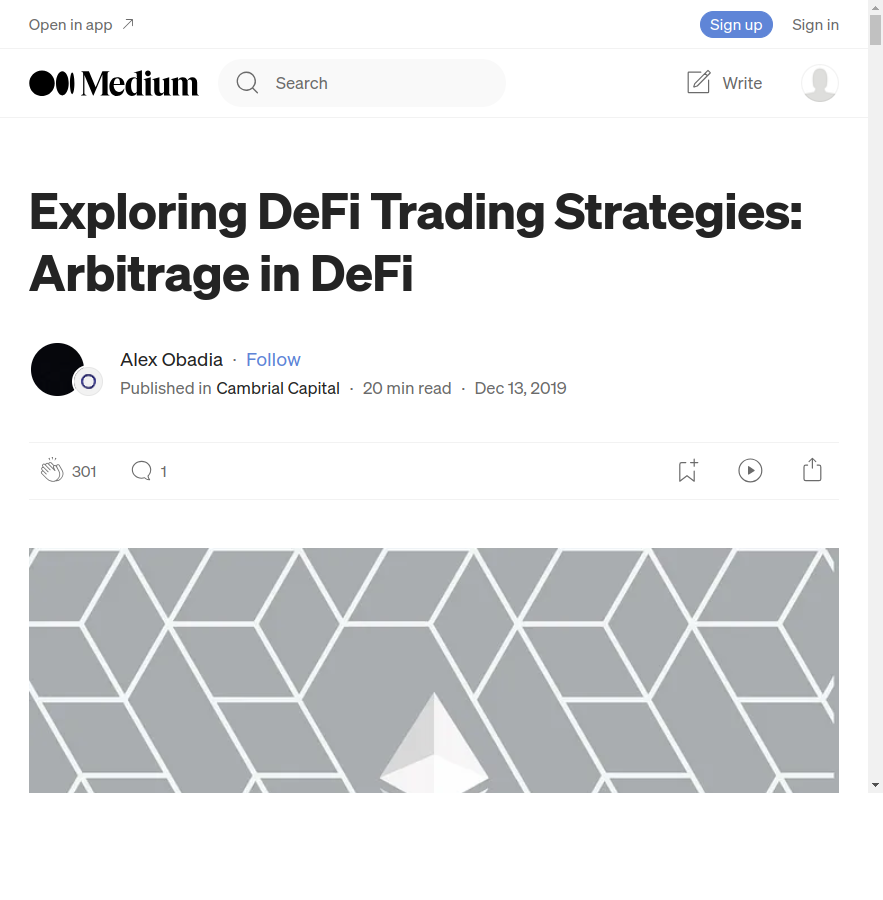 Open in app
Sign up
Sign in
Medium
Search
Write
Exploring DeFi Trading Strategies:
Arbitrage in DeFi
Alex Obadia · Follow
Published in Cambrial Capital · 20 min read · Dec 13, 2019
301
1